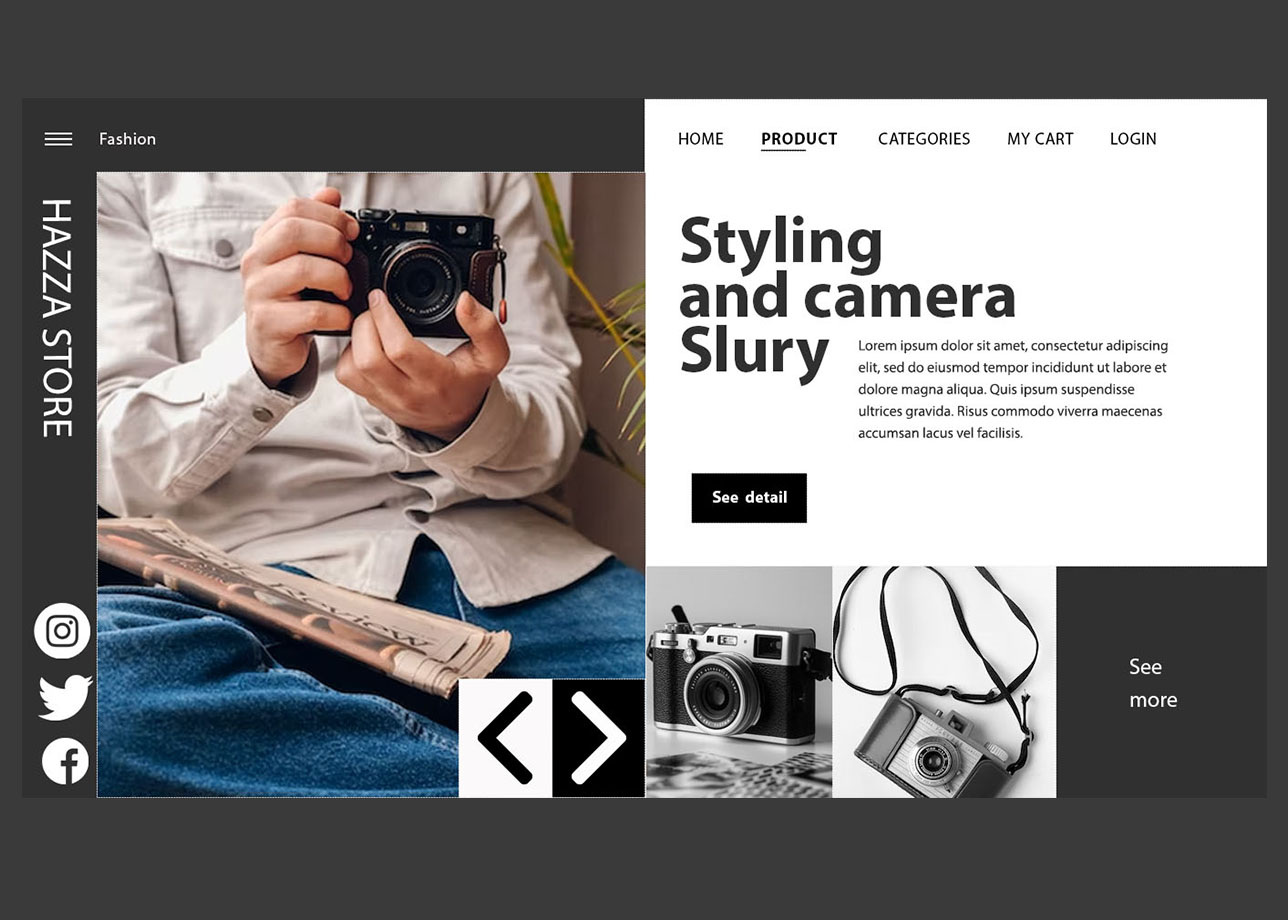 Fashion
HAZZA STORE
HOME PRODUCT CATEGORIES MY CART LOGIN
Styling
and camera
Slury
Lorem ipsum dolor sit amet, consectetur adipiscing
elit, sed do eiusmod tempor incididunt ut labore et
dolore magna aliqua. Quis ipsum suspendisse
ultrices gravida. Risus commodo viverra maecenas
accumsan lacus vel facilisis.
See detail
See
more